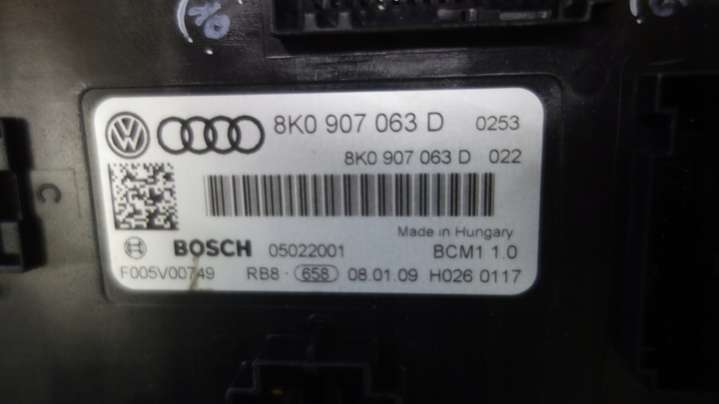 8K0 907 063 D 0253
8K0 907 063 D 022
Made in Hungary
BOSCH 05022001 BCM1 1.0
F005V00749 RB8 · 658 08.01.09 H026 0117
C